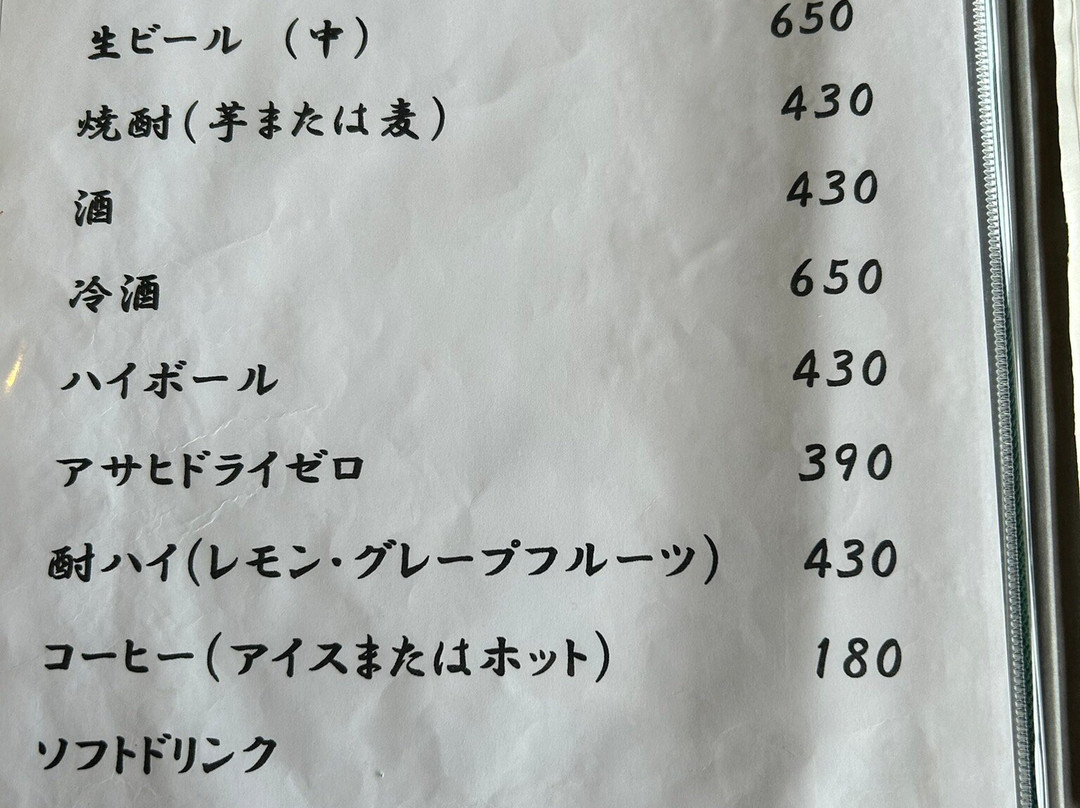 生ビール （中） 650
焼酎(芋または麦) 430
酒 430
冷酒 650
ハイボール 430
アサヒドライゼロ 390
酎ハイ(レモン・グレープフルーツ) 430
コーヒー(アイスまたはホット) 180
ソフトドリンク